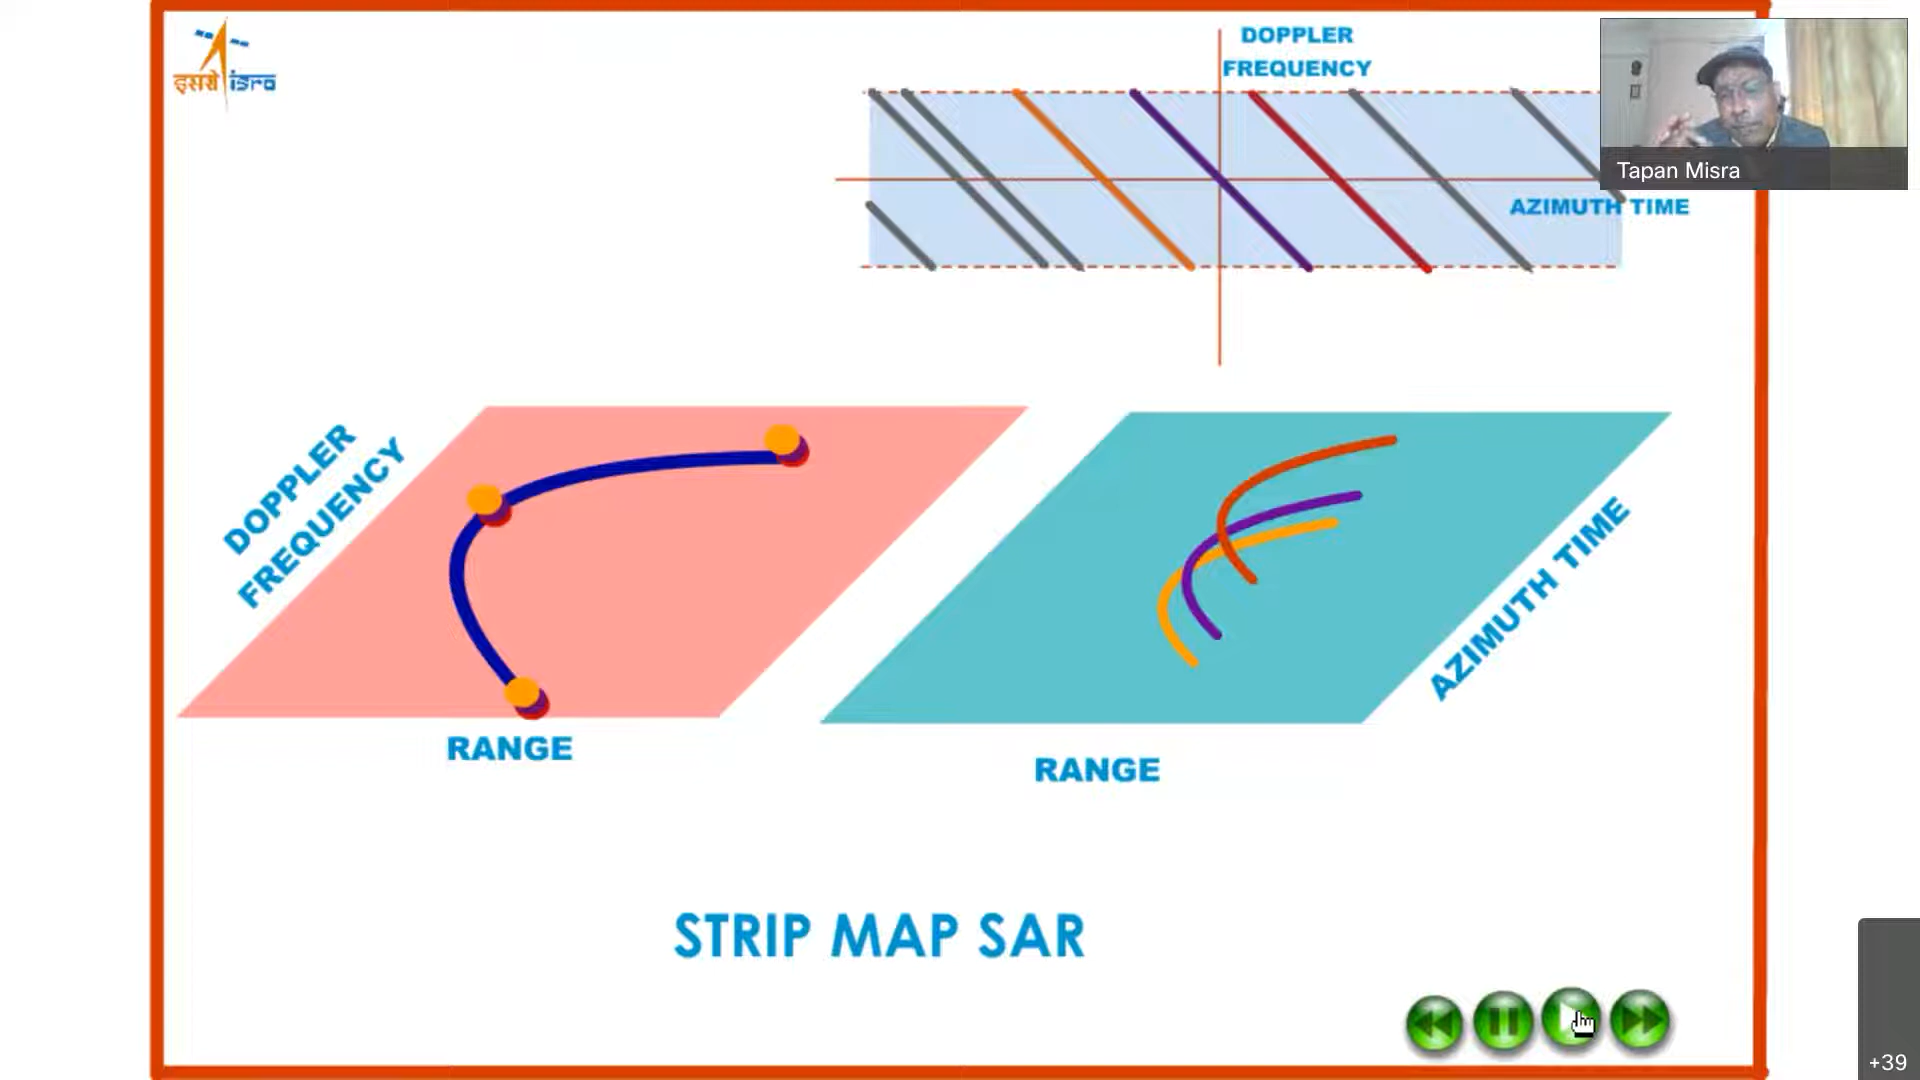 इसरो isro
DOPPLER
FREQUENCY
Tapan Misra
AZIMUTH TIME
DOPPLER
FREQUENCY
AZIMUTH TIME
RANGE
RANGE
STRIP MAP SAR
+39